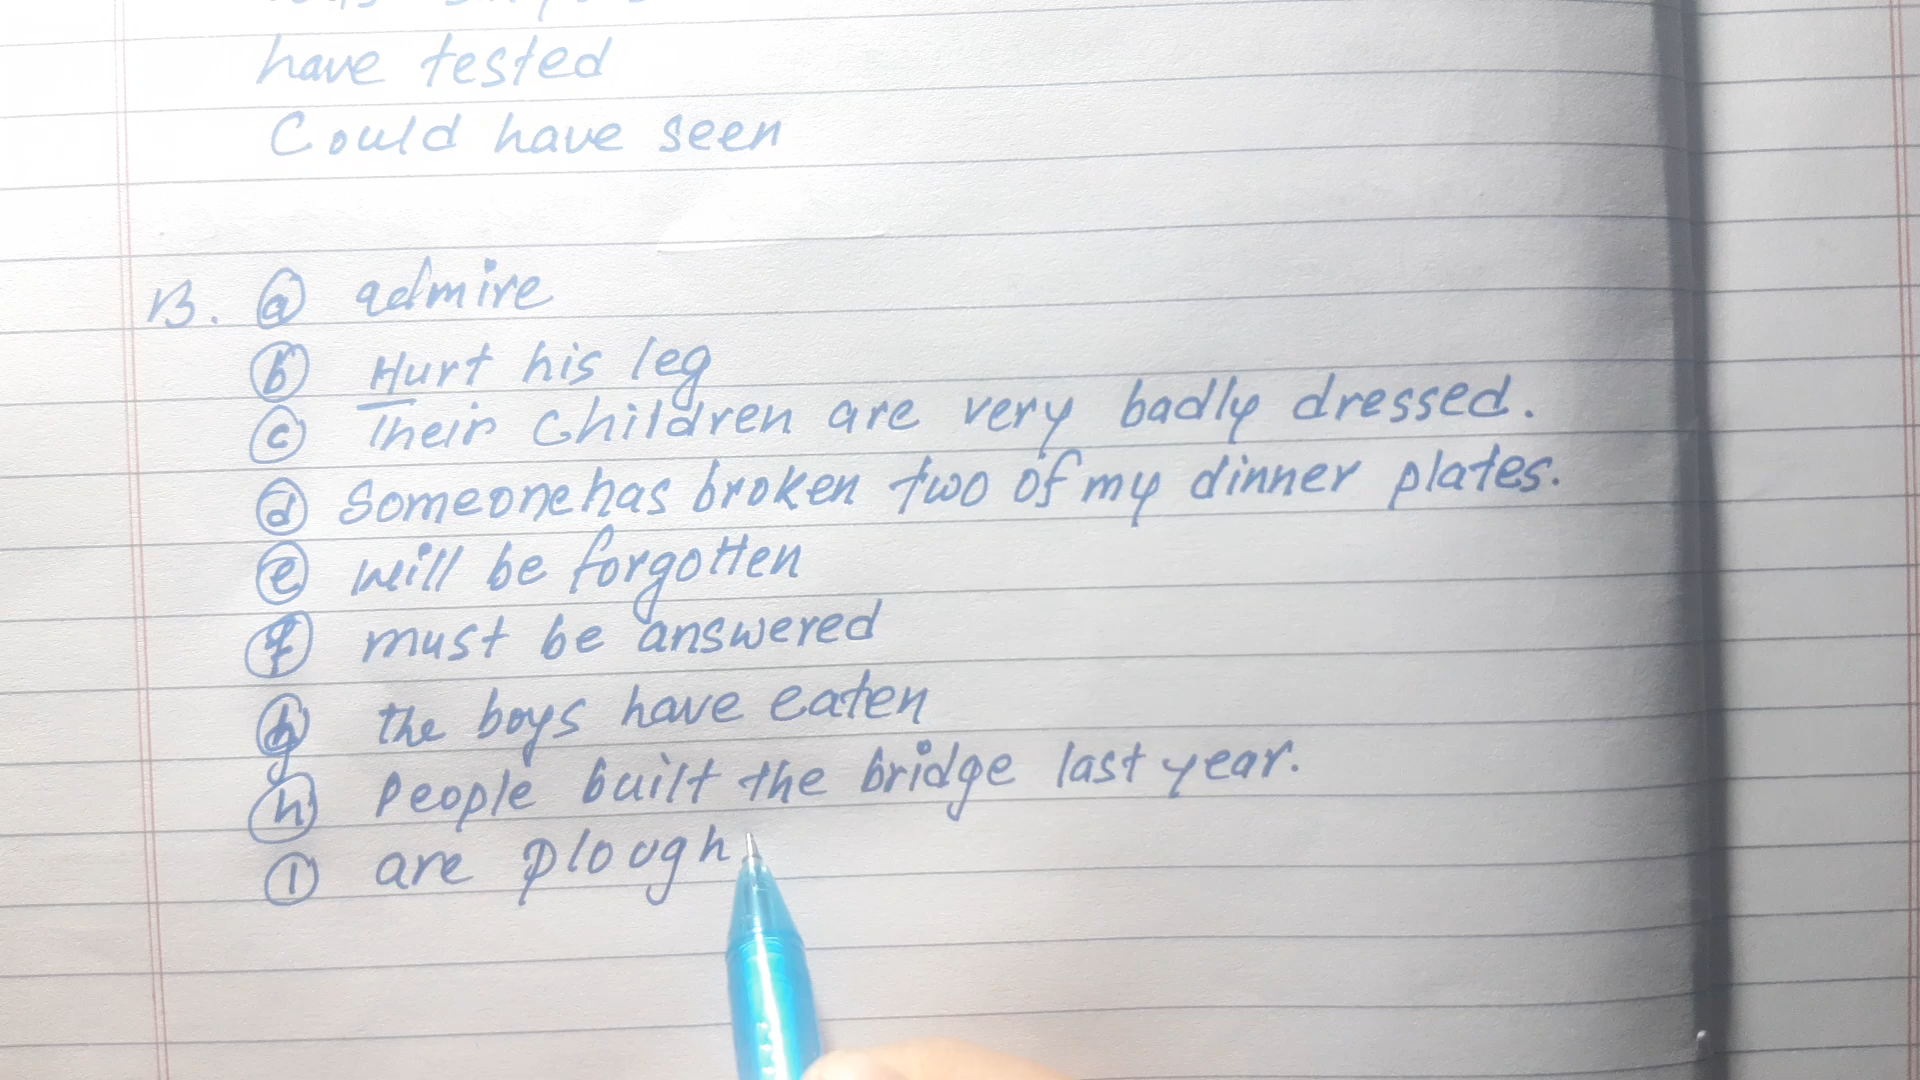 have tested
Could have seen
B. a admire
b Hurt his leg
c Their children are very badly dressed.
d Someone has broken two of my dinner plates.
e will be forgotten
f must be answered
g the boys have eaten
h People built the bridge last year.
i are plough